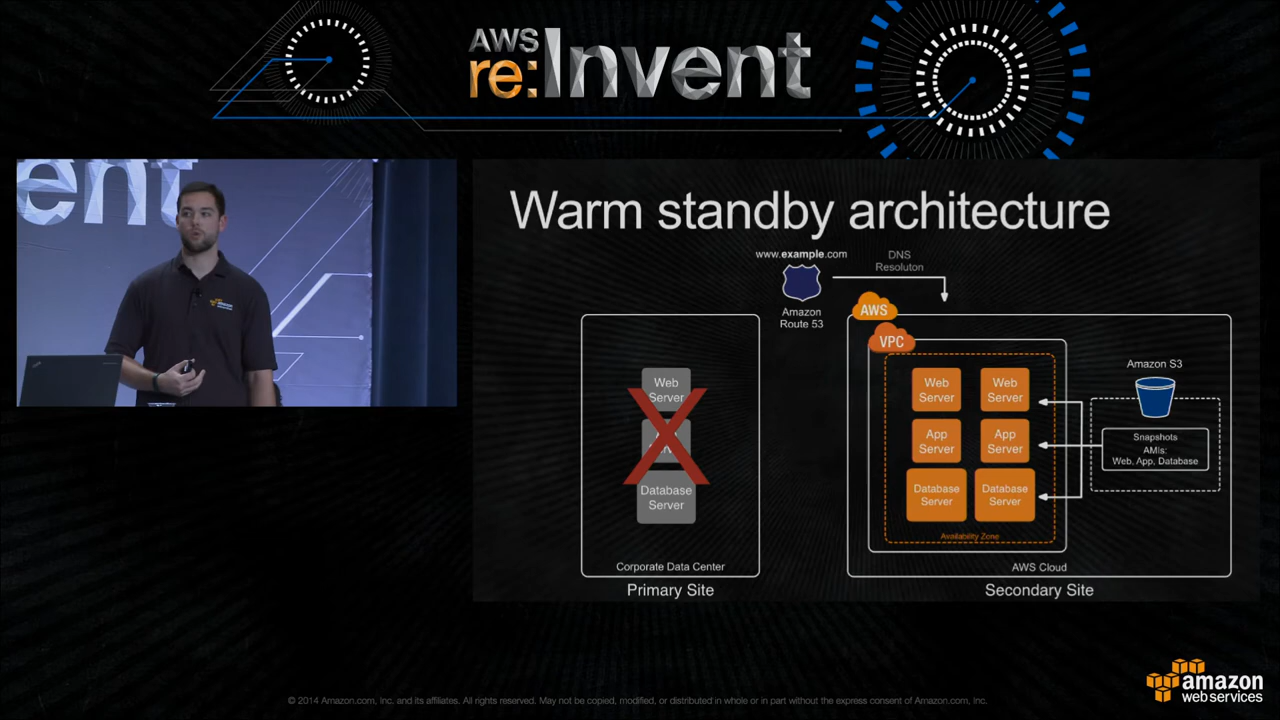 AWS
re:Invent
ent
Warm standby architecture
www.example.com
DNS
Resoluton
Amazon
Route 53
AWS
VPC
Web
Server
Server
Database
Server
Corporate Data Center
Primary Site
Web
Server
Web
Server
App
Server
App
Server
Database
Server
Database
Server
Availability Zone
Amazon S3
Snapshots
AMIs:
Web, App, Database
AWS Cloud
Secondary Site
amazon
web services
© 2014 Amazon.com, Inc. and its affiliates. All rights reserved. May not be copied, modified, or distributed in whole or in part without the express consent of Amazon.com, Inc.